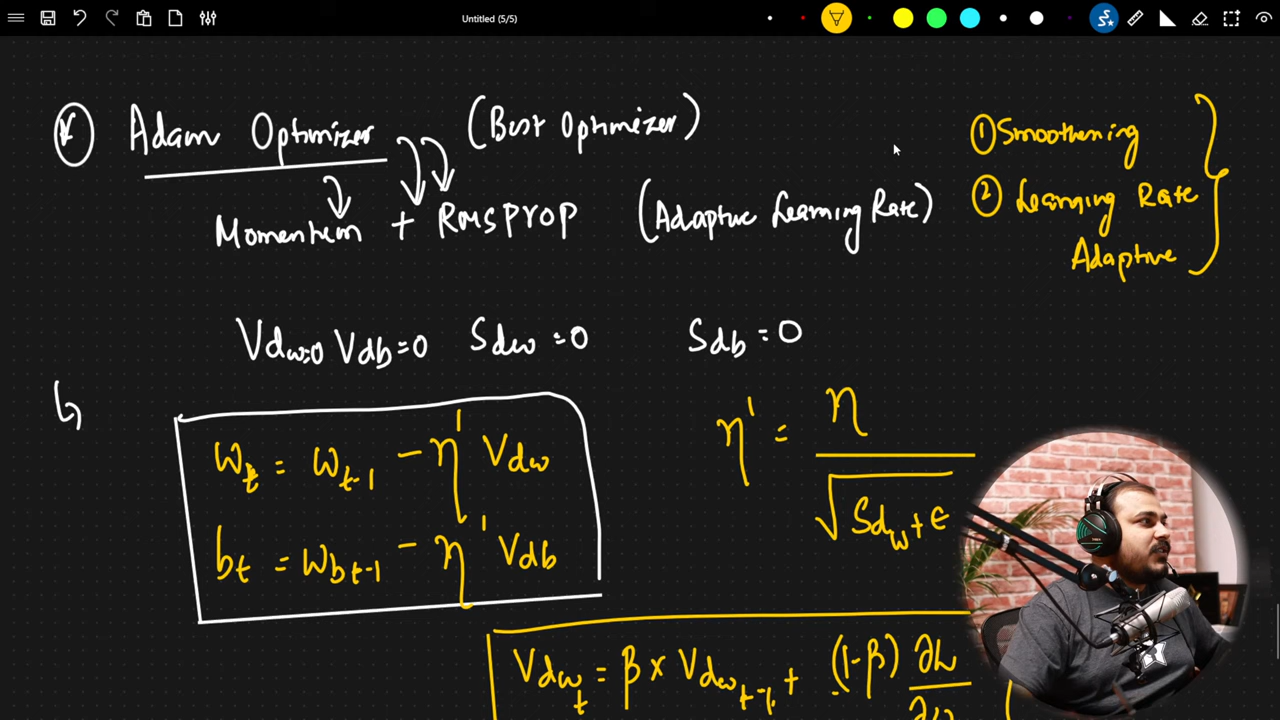 Untitled (5/5)
Adam Optimizer (Best Optimizer)
Momentum + RMSPROP (Adaptive Learning Rate)
① Smoothening
② Learning Rate
Adaptive
Vdw=0 Vdb=0 Sdw=0 Sdb=0
Wt = Wt-1 - η' Vdw
bt = Wbt-1 - η' Vdb
η' = η / √(Sdw+ϵ)
Vdwt = β x Vdwt-1 + (1-β) ∂L / ∂w